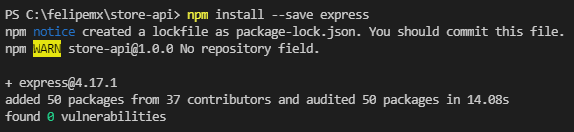 PS C:\felipemx\store-api> npm install --save express
npm notice created a lockfile as package-lock.json. You should commit this file.
npm WARN store-api@1.0.0 No repository field.
+ express@4.17.1
added 50 packages from 37 contributors and audited 50 packages in 14.08s
found 0 vulnerabilities